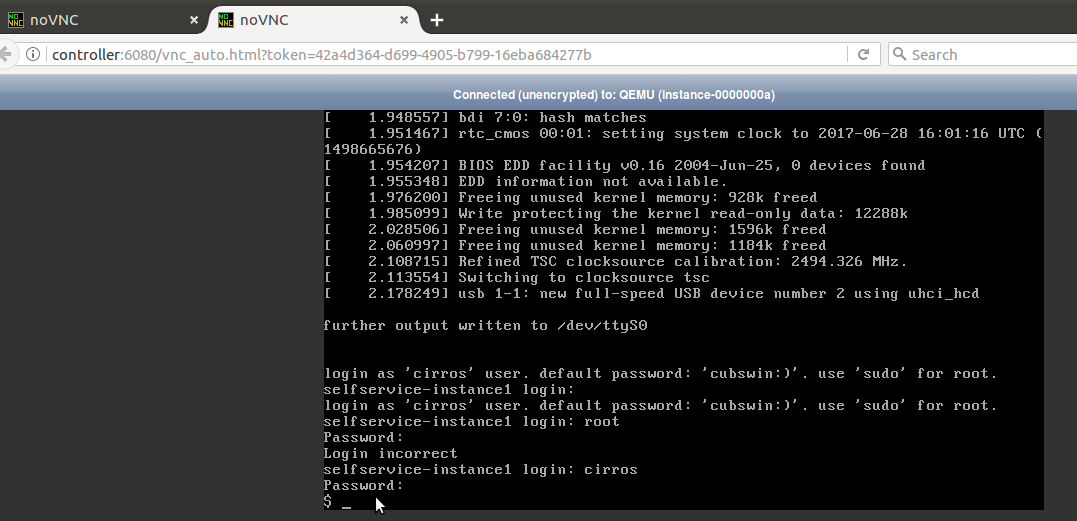 noVNC
noVNC
controller:6080/vnc_auto.html?token=42a4d364-d699-4905-b799-16eba684277b
Search
Connected (unencrypted) to: QEMU (instance-0000000a)
[    1.948557] bdi 7:0: hash matches
[    1.951467] rtc_cmos 00:01: setting system clock to 2017-06-28 16:01:16 UTC (
1498665676)
[    1.954207] BIOS EDD facility v0.16 2004-Jun-25, 0 devices found
[    1.955348] EDD information not available.
[    1.976200] Freeing unused kernel memory: 928k freed
[    1.985099] Write protecting the kernel read-only data: 12288k
[    2.028506] Freeing unused kernel memory: 1596k freed
[    2.060997] Freeing unused kernel memory: 1184k freed
[    2.108715] Refined TSC clocksource calibration: 2494.326 MHz.
[    2.113554] Switching to clocksource tsc
[    2.178249] usb 1-1: new full-speed USB device number 2 using uhci_hcd
further output written to /dev/ttyS0
login as 'cirros' user. default password: 'cubswin:)'. use 'sudo' for root.
selfservice-instance1 login:
login as 'cirros' user. default password: 'cubswin:)'. use 'sudo' for root.
selfservice-instance1 login: root
Password:
Login incorrect
selfservice-instance1 login: cirros
Password:
$ _